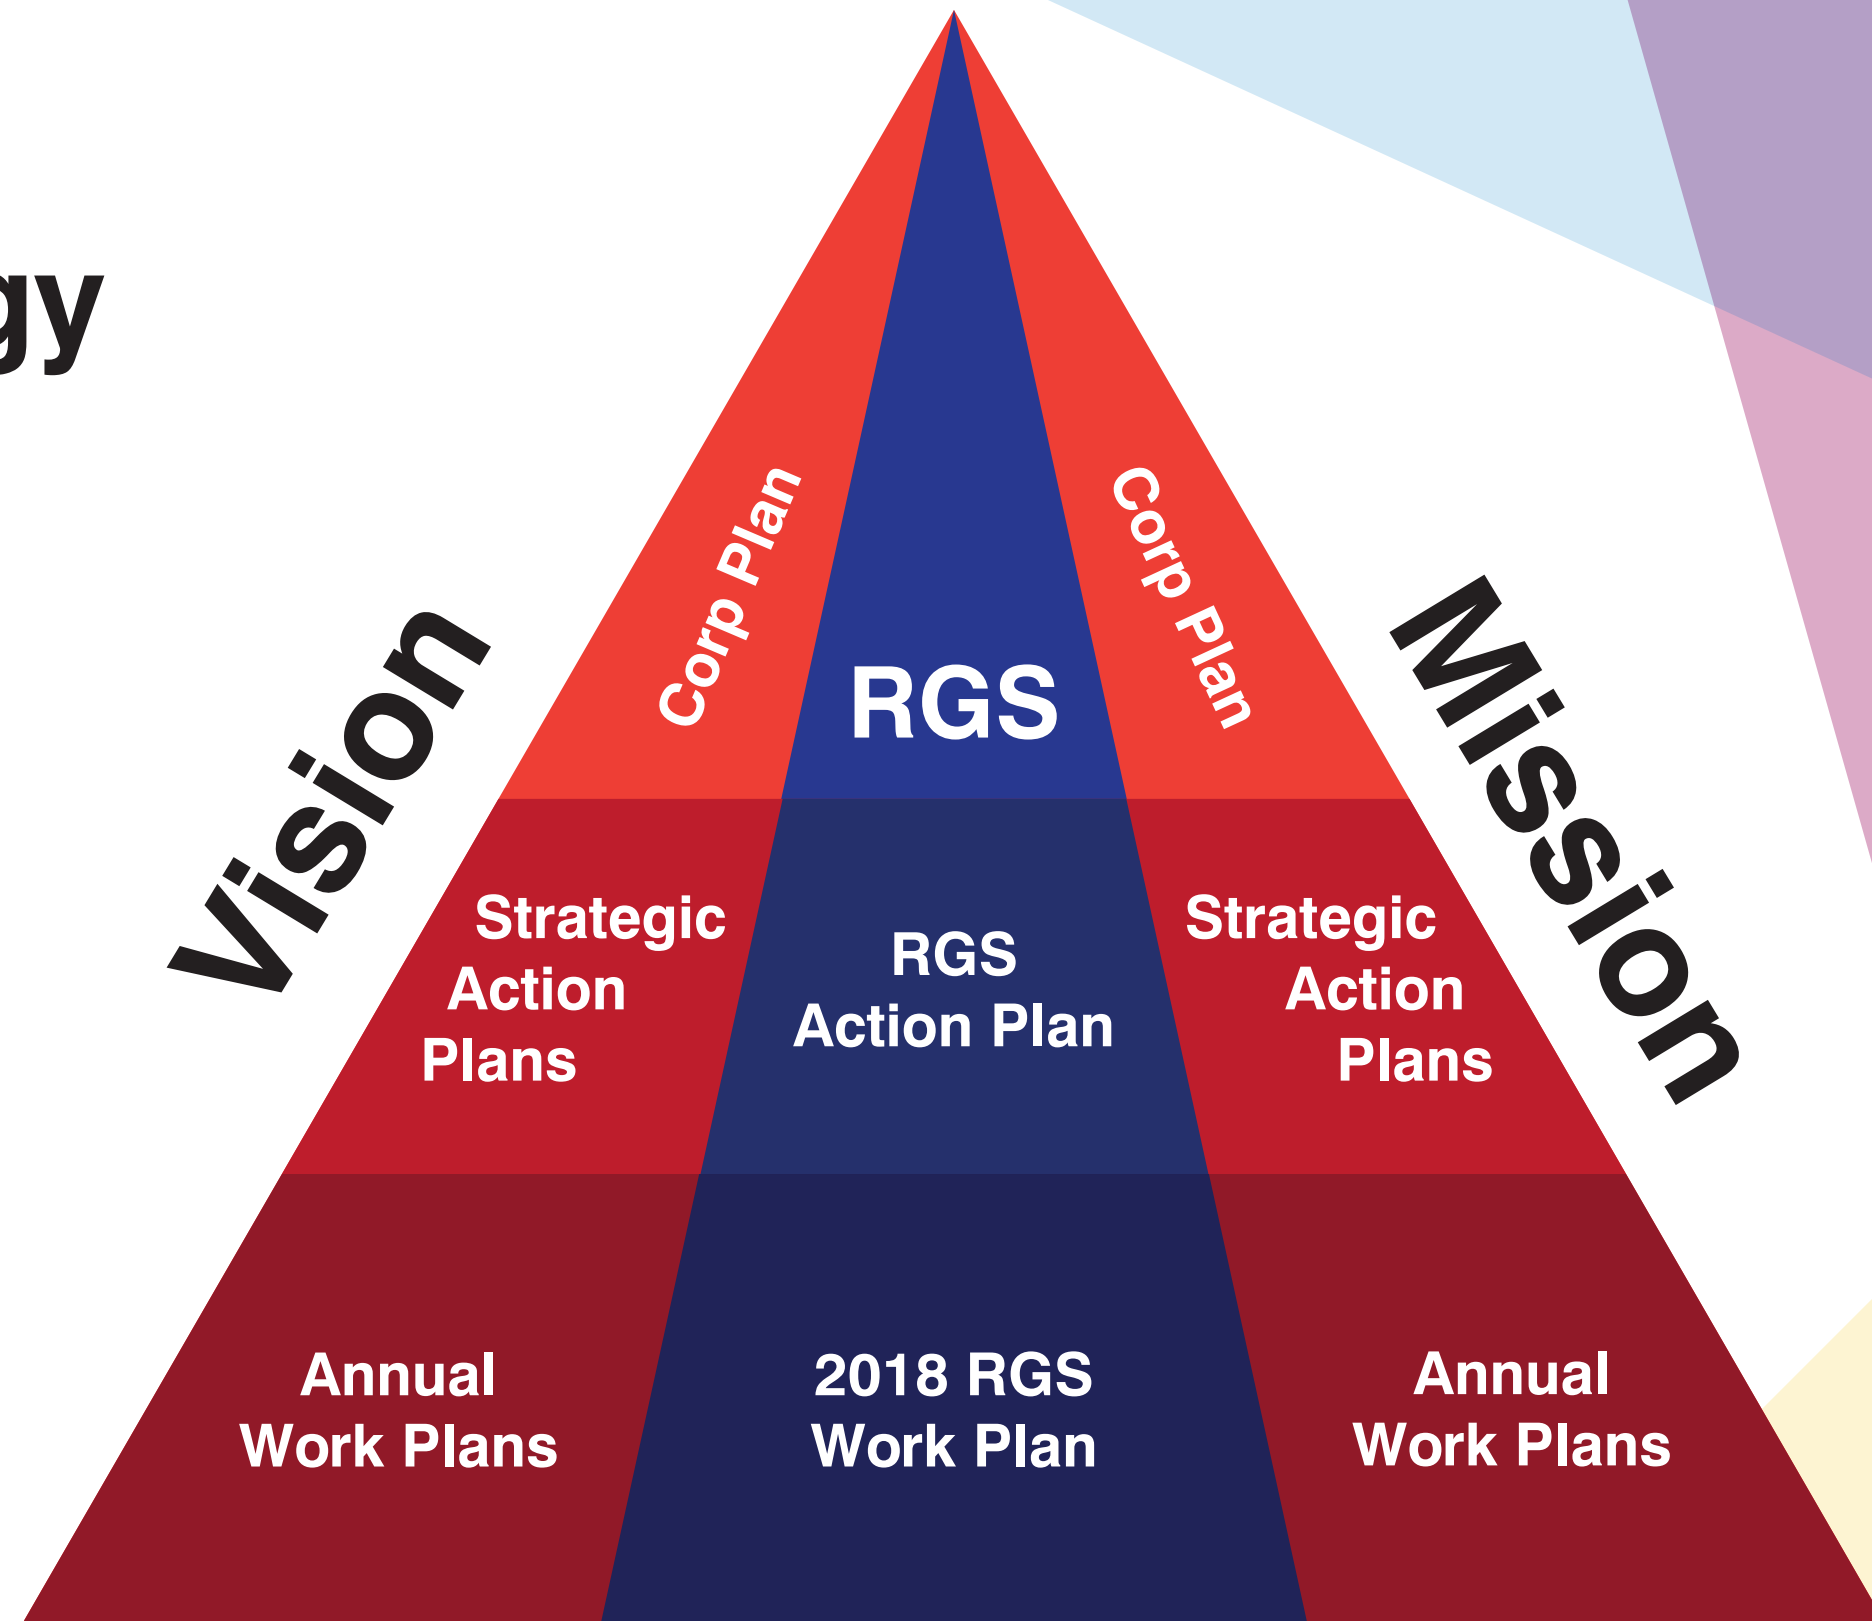 gy
Vision
Mission
Corp Plan
RGS
Corp Plan
Strategic
Action
Plans
RGS
Action Plan
Strategic
Action
Plans
Annual
Work Plans
2018 RGS
Work Plan
Annual
Work Plans